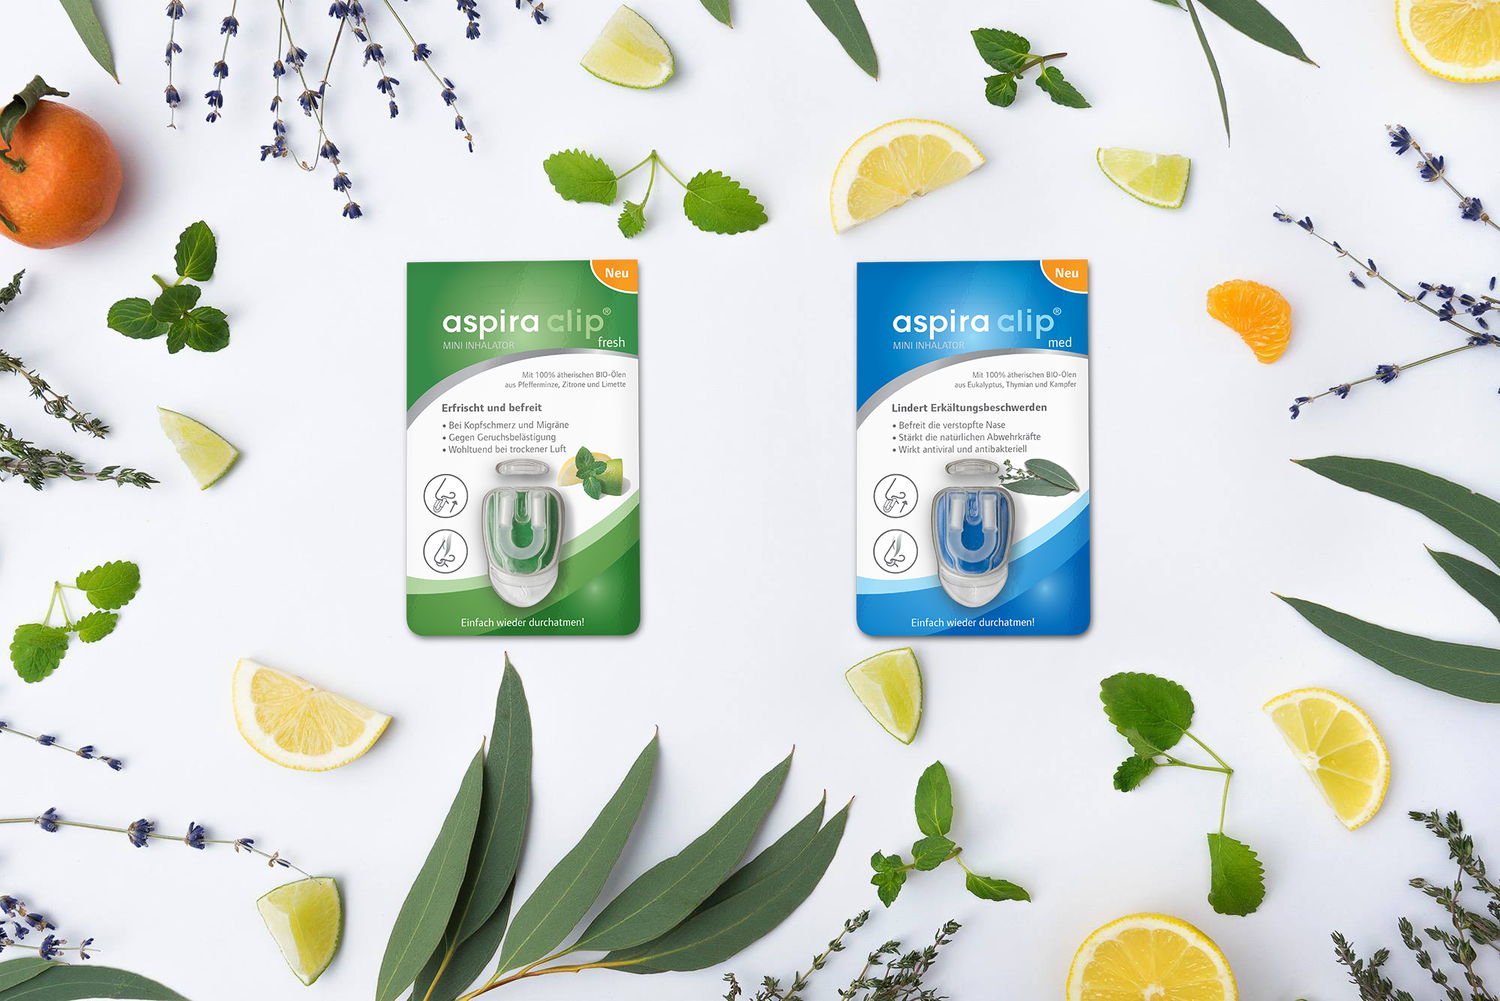 Neu
aspira clip®
MINI INHALATOR
fresh
Mit 100% ätherischen BIO-Ölen
aus Pfefferminze, Zitrone und Limette
Erfrischt und befreit
• Bei Kopfschmerz und Migräne
• Gegen Geruchsbelästigung
• Wohltuend bei trockener Luft
Einfach wieder durchatmen!
Neu
aspira clip®
MINI INHALATOR
med
Mit 100% ätherischen BIO-Ölen
aus Eukalyptus, Thymian und Kampfer
Lindert Erkältungsbeschwerden
• Befreit die verstopfte Nase
• Stärkt die natürlichen Abwehrkräfte
• Wirkt antiviral und antibakteriell
Einfach wieder durchatmen!